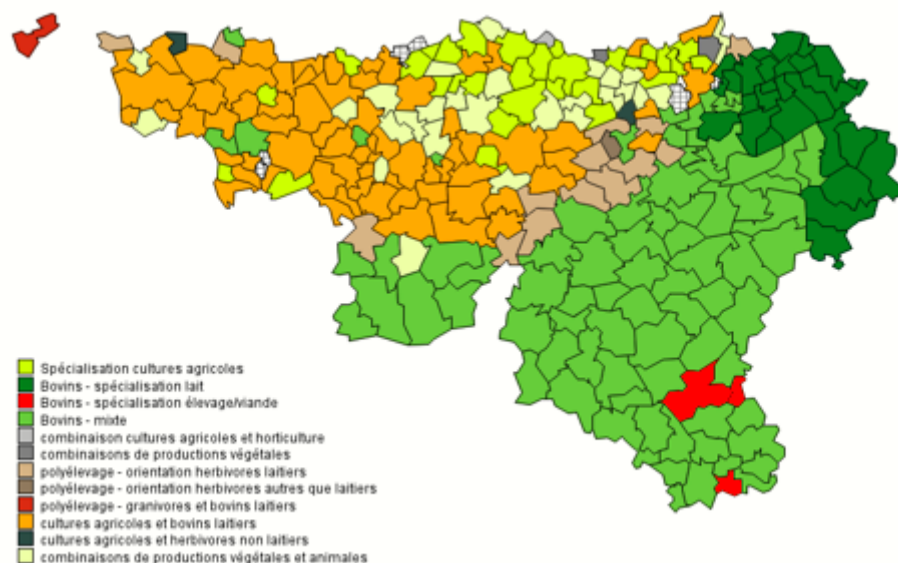 Spécialisation cultures agricoles
Bovins - spécialisation lait
Bovins - spécialisation élevage/viande
Bovins - mixte
combinaison cultures agricoles et horticulture
combinaisons de productions végétales
polyélevage - orientation herbivores laitiers
polyélevage - orientation herbivores autres que laitiers
polyélevage - granivores et bovins laitiers
cultures agricoles et bovins laitiers
cultures agricoles et herbivores non laitiers
combinaisons de productions végétales et animales